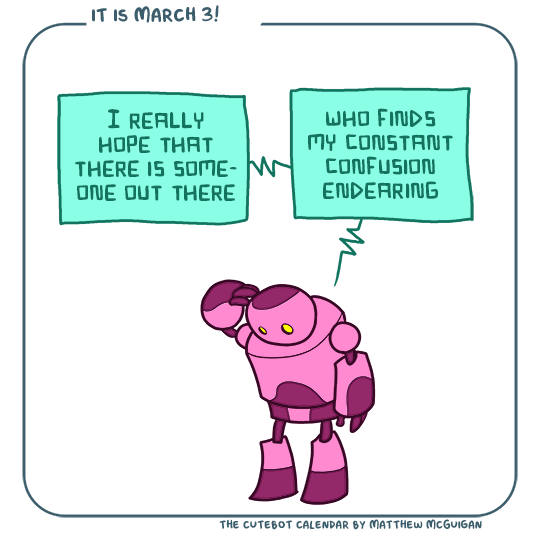 IT IS MARCH 3!
I REALLY
HOPE THAT
THERE IS SOME-
ONE OUT THERE
WHO FINDS
MY CONSTANT
CONFUSION
ENDEARING
THE CUTEBOT CALENDAR BY MATTHEW MCGUIGAN